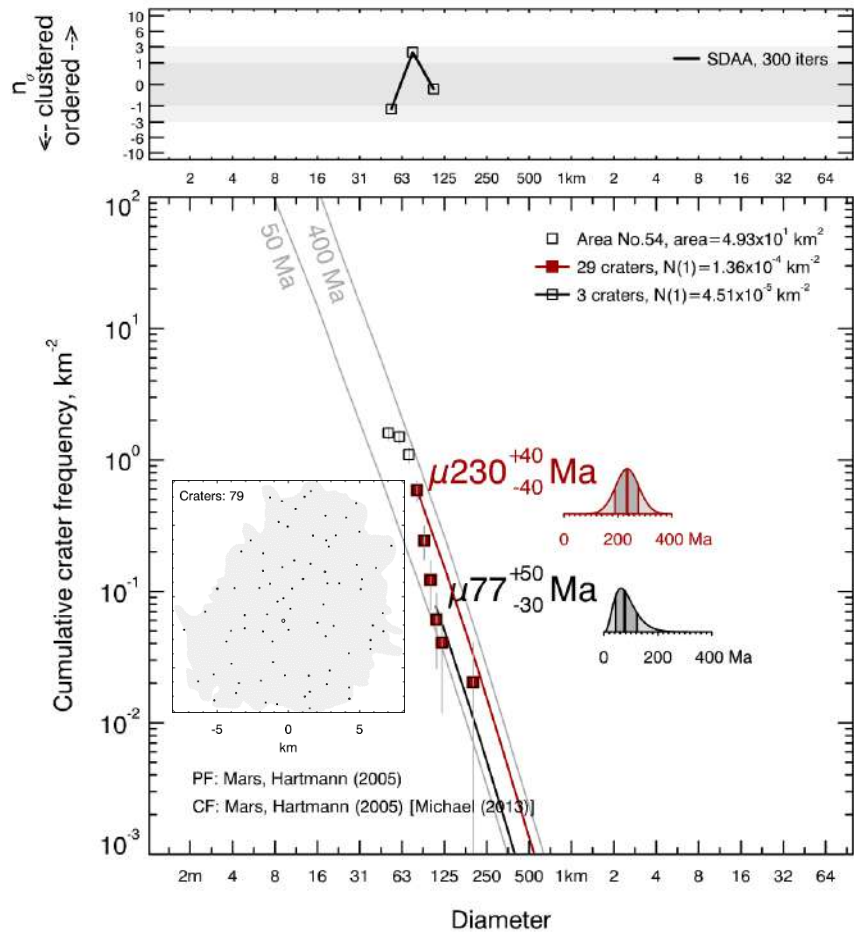 n_σ
<-- clustered
ordered -->
10
6
3
1
0
-1
-3
-6
-10
SDAA, 300 iters
2 4 8 16 31 63 125 250 500 1km 2 4 8 16 32 64
Cumulative crater frequency, km⁻²
10²
10¹
10⁰
10⁻¹
10⁻²
10⁻³
50 Ma
400 Ma
Area No.54, area=4.93x10¹ km²
29 craters, N(1)=1.36x10⁻⁴ km⁻²
3 craters, N(1)=4.51x10⁻⁵ km⁻²
μ230 +40 -40 Ma
0 200 400 Ma
μ77 +50 -30 Ma
0 200 400 Ma
Craters: 79
-5 0 5
km
PF: Mars, Hartmann (2005)
CF: Mars, Hartmann (2005) [Michael (2013)]
2m 4 8 16 31 63 125 250 500 1km 2 4 8 16 32 64
Diameter